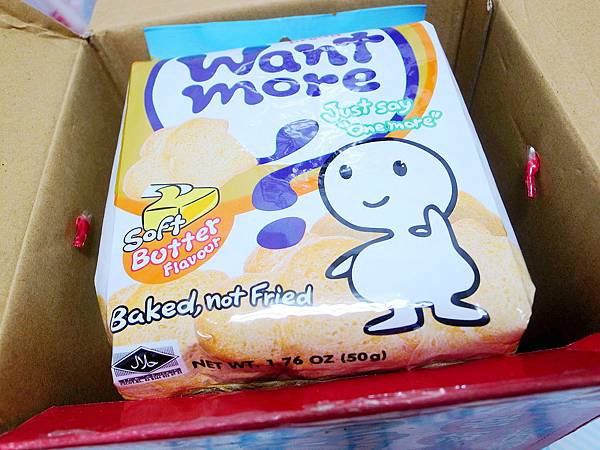 Want
more
Just say
"one more"
Soft
Butter
Flavour
Baked, not Fried
حلال
NET WT. 1.76 OZ (50g)